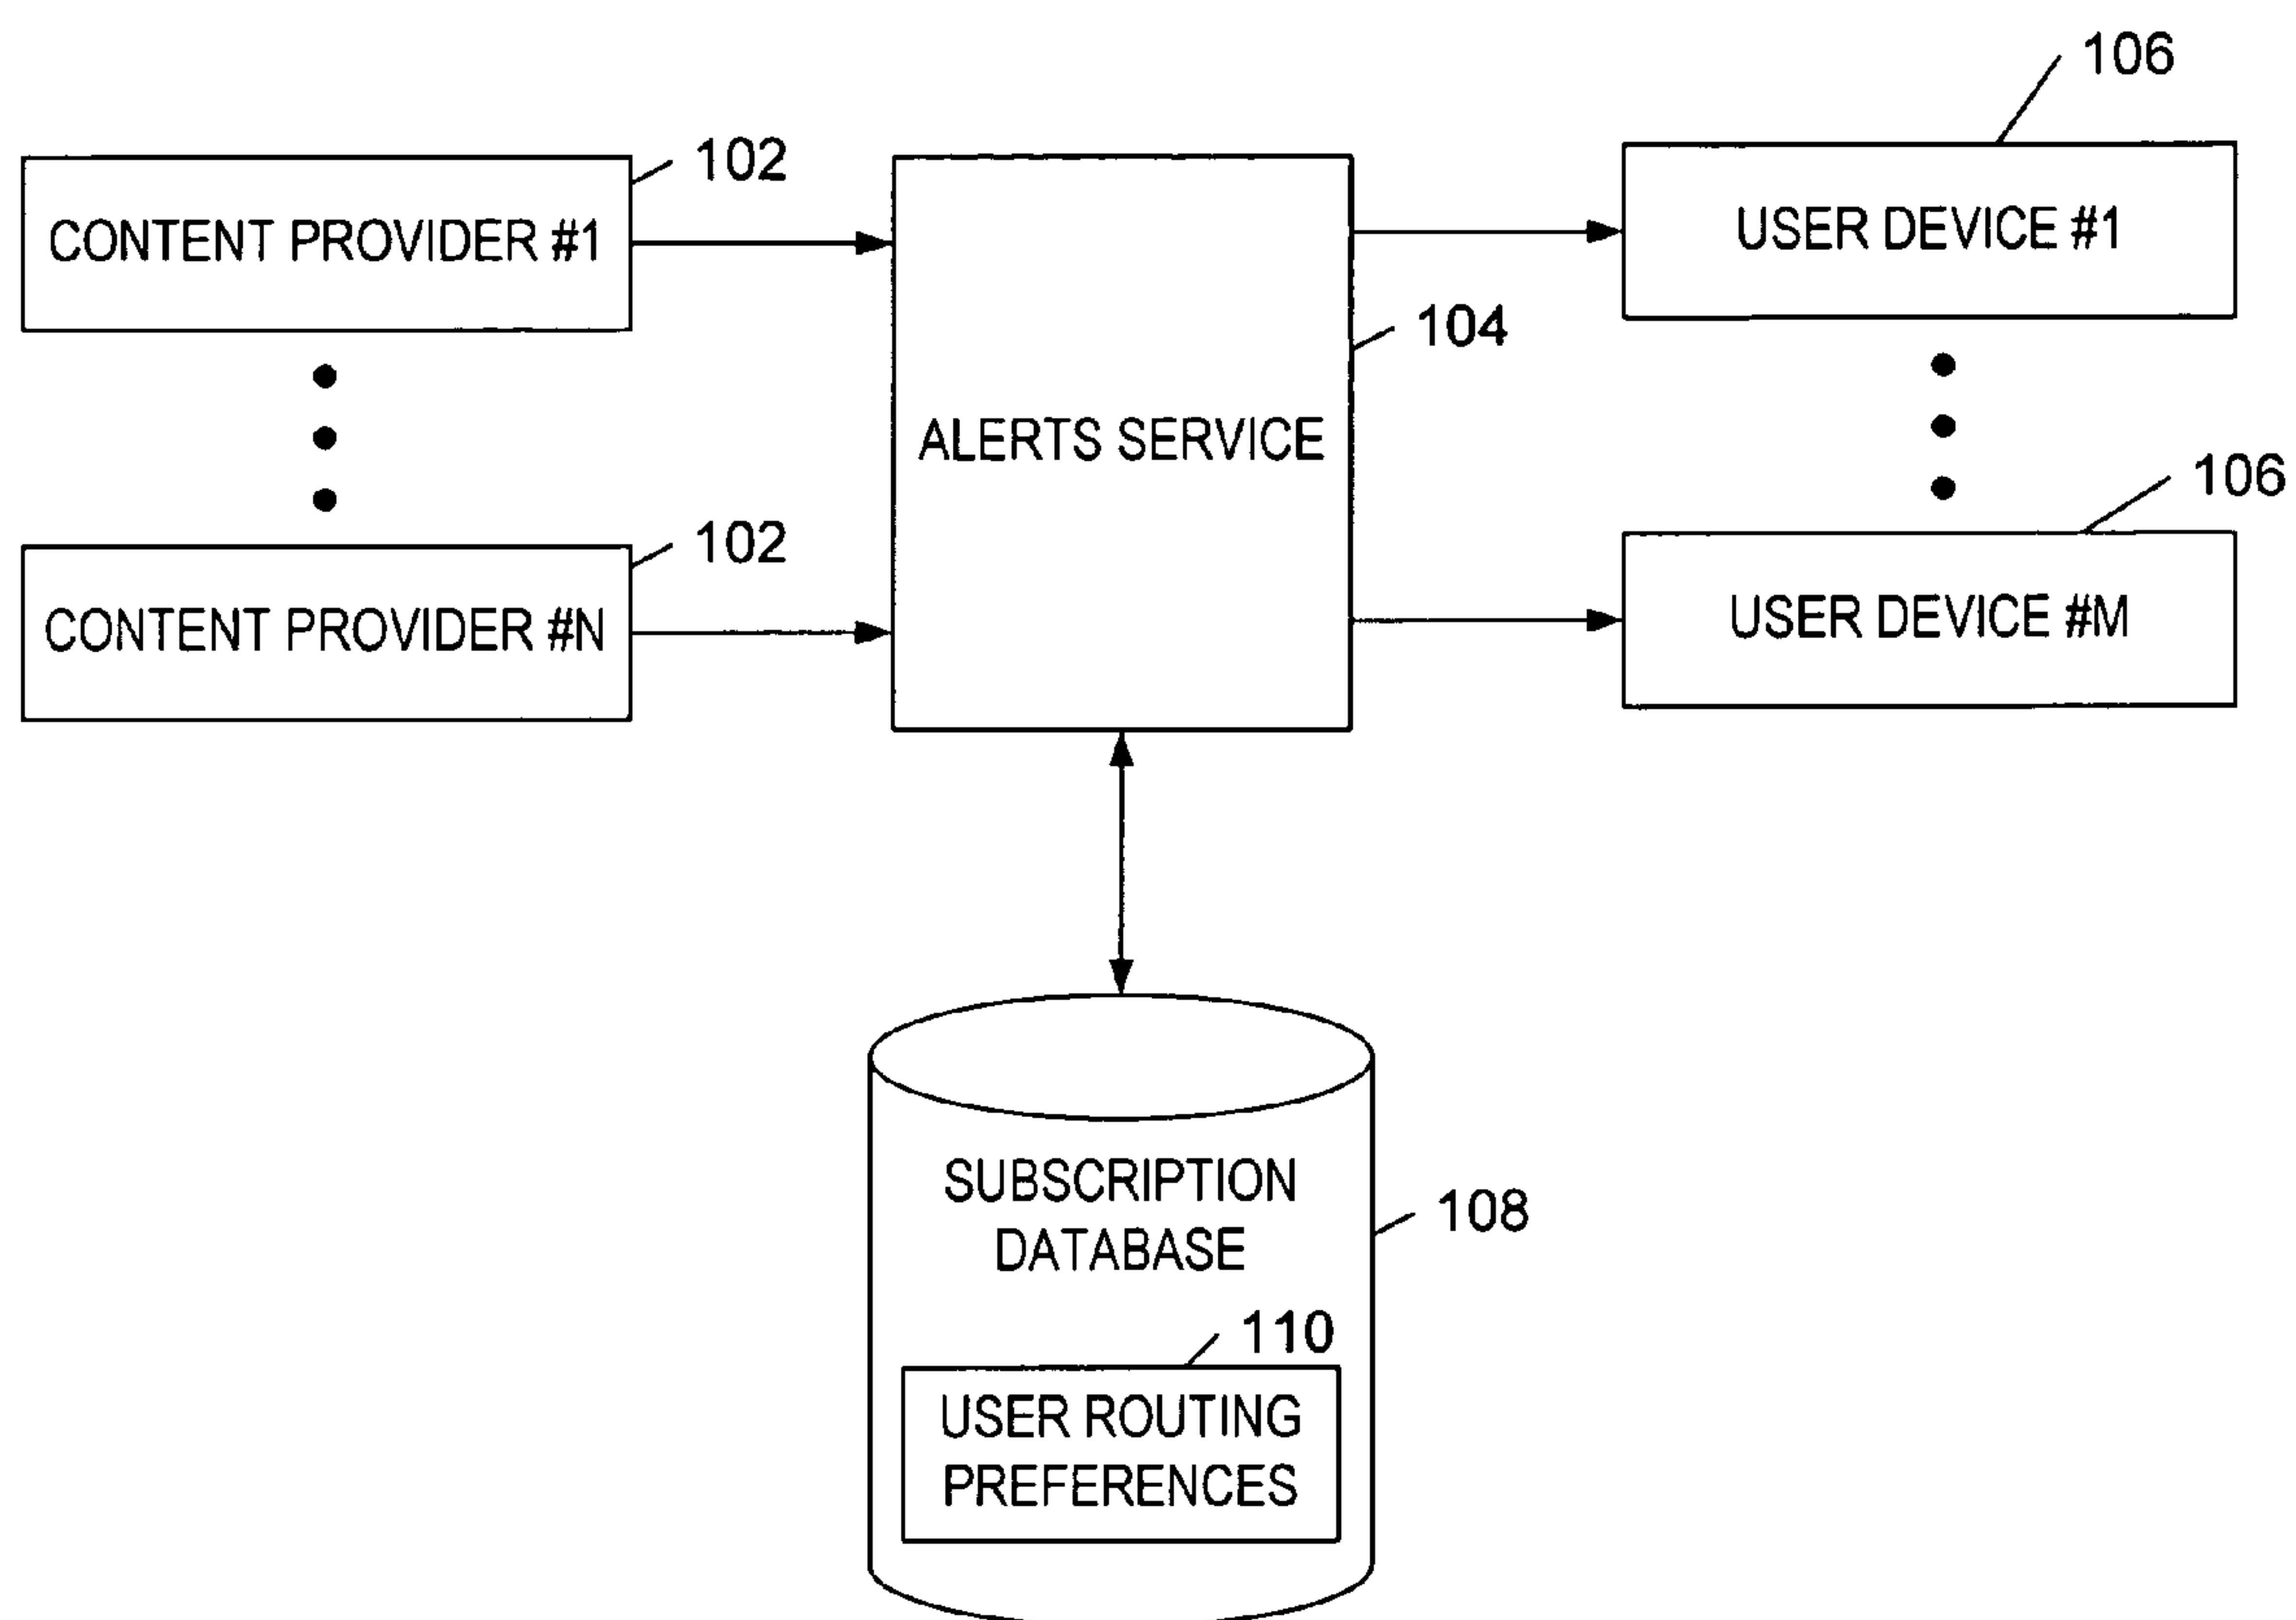 106
102
CONTENT PROVIDER #1
USER DEVICE #1
104
ALERTS SERVICE
106
102
CONTENT PROVIDER #N
USER DEVICE #M
SUBSCRIPTION
DATABASE
108
110
USER ROUTING
PREFERENCES